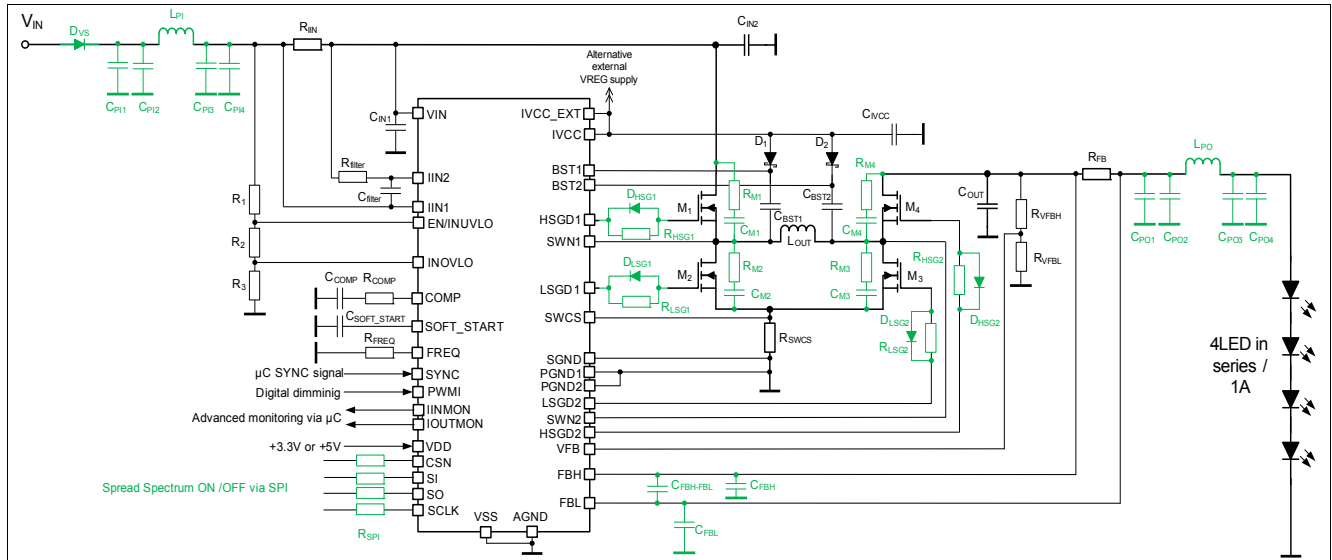 VIN
DVS
LPI
RIIN
CIN2
CPI1
CPI2
CPI3
CPI4
Alternative
external
VREG supply
CIN1
VIN
IVCC_EXT
IVCC
CIVCC
D1
D2
Rfilter
Cfilter
IIN2
IIN1
EN/INUVLO
INOVLO
R1
R2
R3
BST1
BST2
HSGD1
SWN1
LSGD1
SWCS
SGND
PGND1
PGND2
LSGD2
SWN2
HSGD2
VFB
FBH
FBL
DHSG1
RHSG1
DLSG1
RLSG1
M1
M2
M3
M4
RM1
CM1
RM2
CM2
RM3
CM3
RM4
CM4
CBST1
CBST2
LOUT
RSWCS
DLSG2
RLSG2
RHSG2
DHSG2
COUT
RVFBH
RVFBL
RFB
LPO
CPO1
CPO2
CPO3
CPO4
4LED in
series /
1A
CCOMP
RCOMP
COMP
CSOFT_START
SOFT_START
RFREQ
FREQ
µC SYNC signal
SYNC
Digital dimminig
PWMI
Advanced monitoring via µC
IINMON
IOUTMON
+3.3V or +5V
VDD
CSN
SI
SO
SCLK
Spread Spectrum ON /OFF via SPI
RSPI
VSS
AGND
CFBH-FBL
CFBH
CFBL